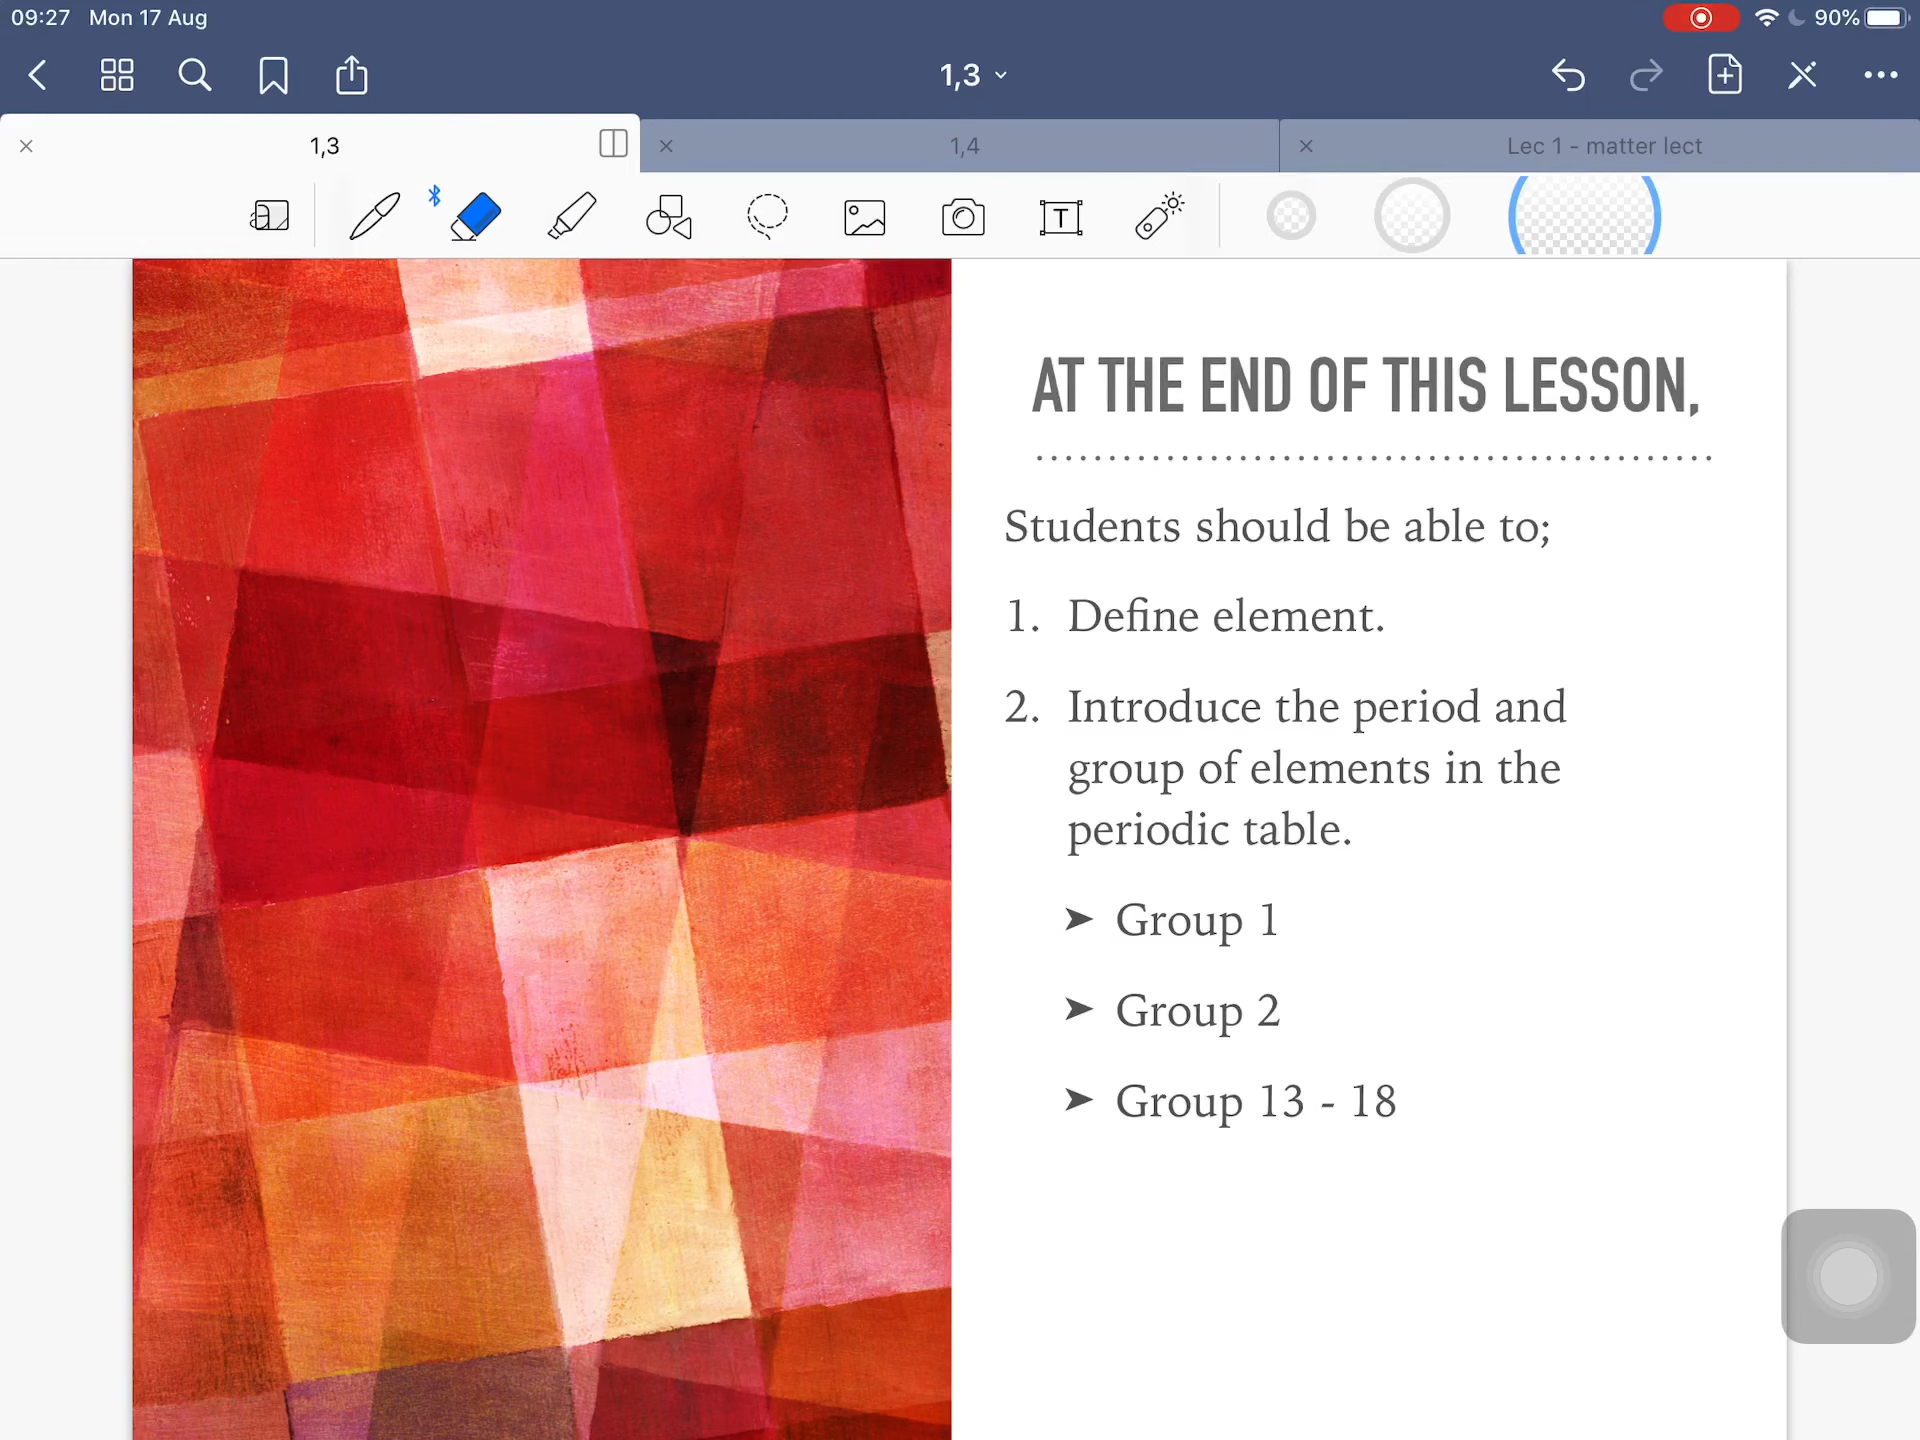 09:27 Mon 17 Aug
90%
1,3
1,3
1,4
Lec 1 - matter lect
AT THE END OF THIS LESSON,
Students should be able to;
1. Define element.
2. Introduce the period and
group of elements in the
periodic table.
➤ Group 1
➤ Group 2
➤ Group 13 - 18